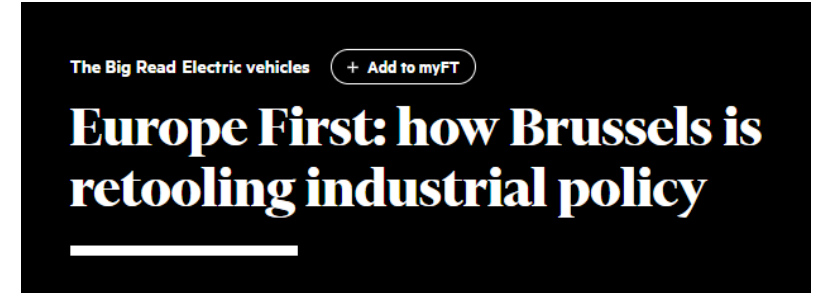 The Big Read Electric vehicles + Add to myFT
Europe First: how Brussels is
retooling industrial policy